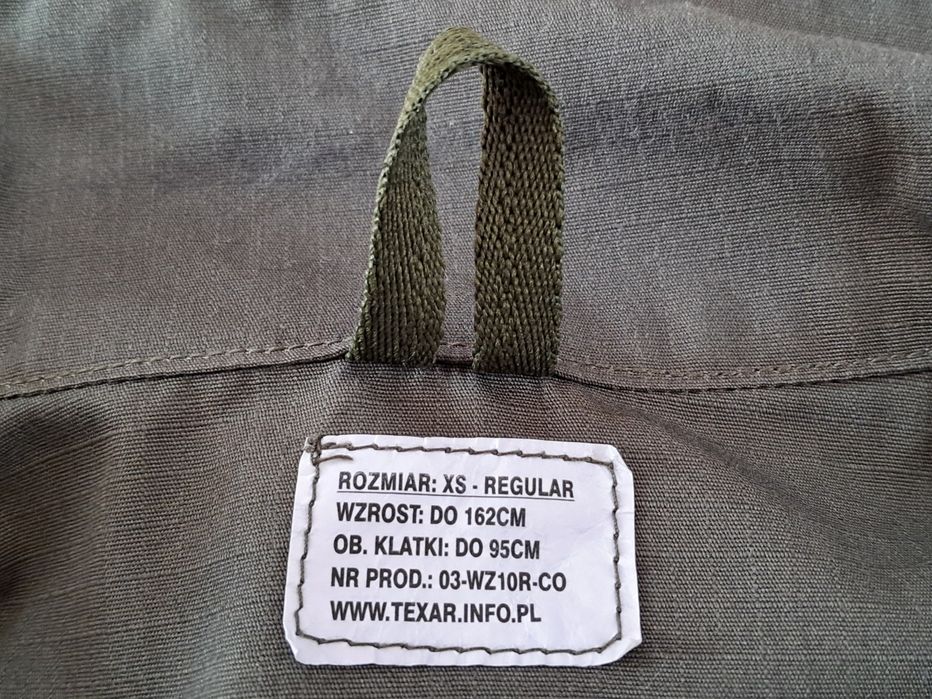 ROZMIAR: XS - REGULAR
WZROST: DO 162CM
OB. KLATKI: DO 95CM
NR PROD.: 03-WZ10R-CO
WWW.TEXAR.INFO.PL